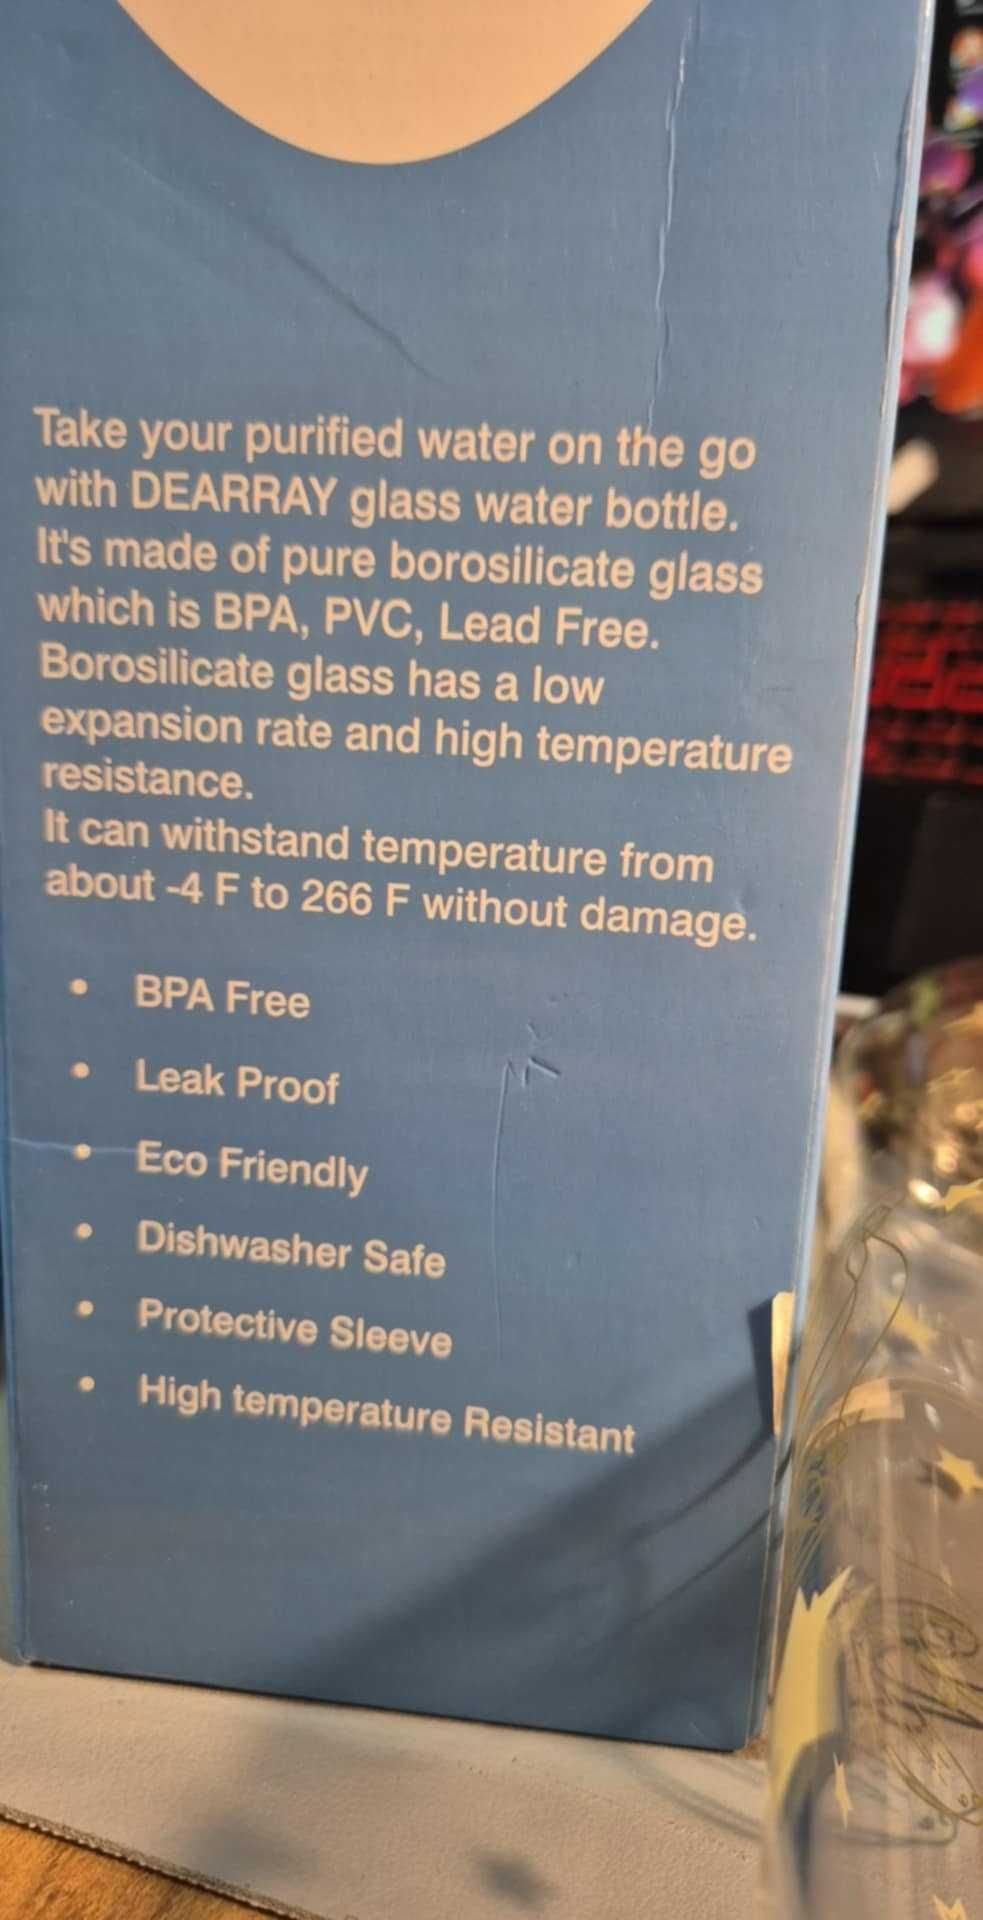 Take your purified water on the go
with DEARRAY glass water bottle.
It's made of pure borosilicate glass
which is BPA, PVC, Lead Free.
Borosilicate glass has a low
expansion rate and high temperature
resistance.
It can withstand temperature from
about -4 F to 266 F without damage.
• BPA Free
• Leak Proof
• Eco Friendly
• Dishwasher Safe
• Protective Sleeve
• High temperature Resistant